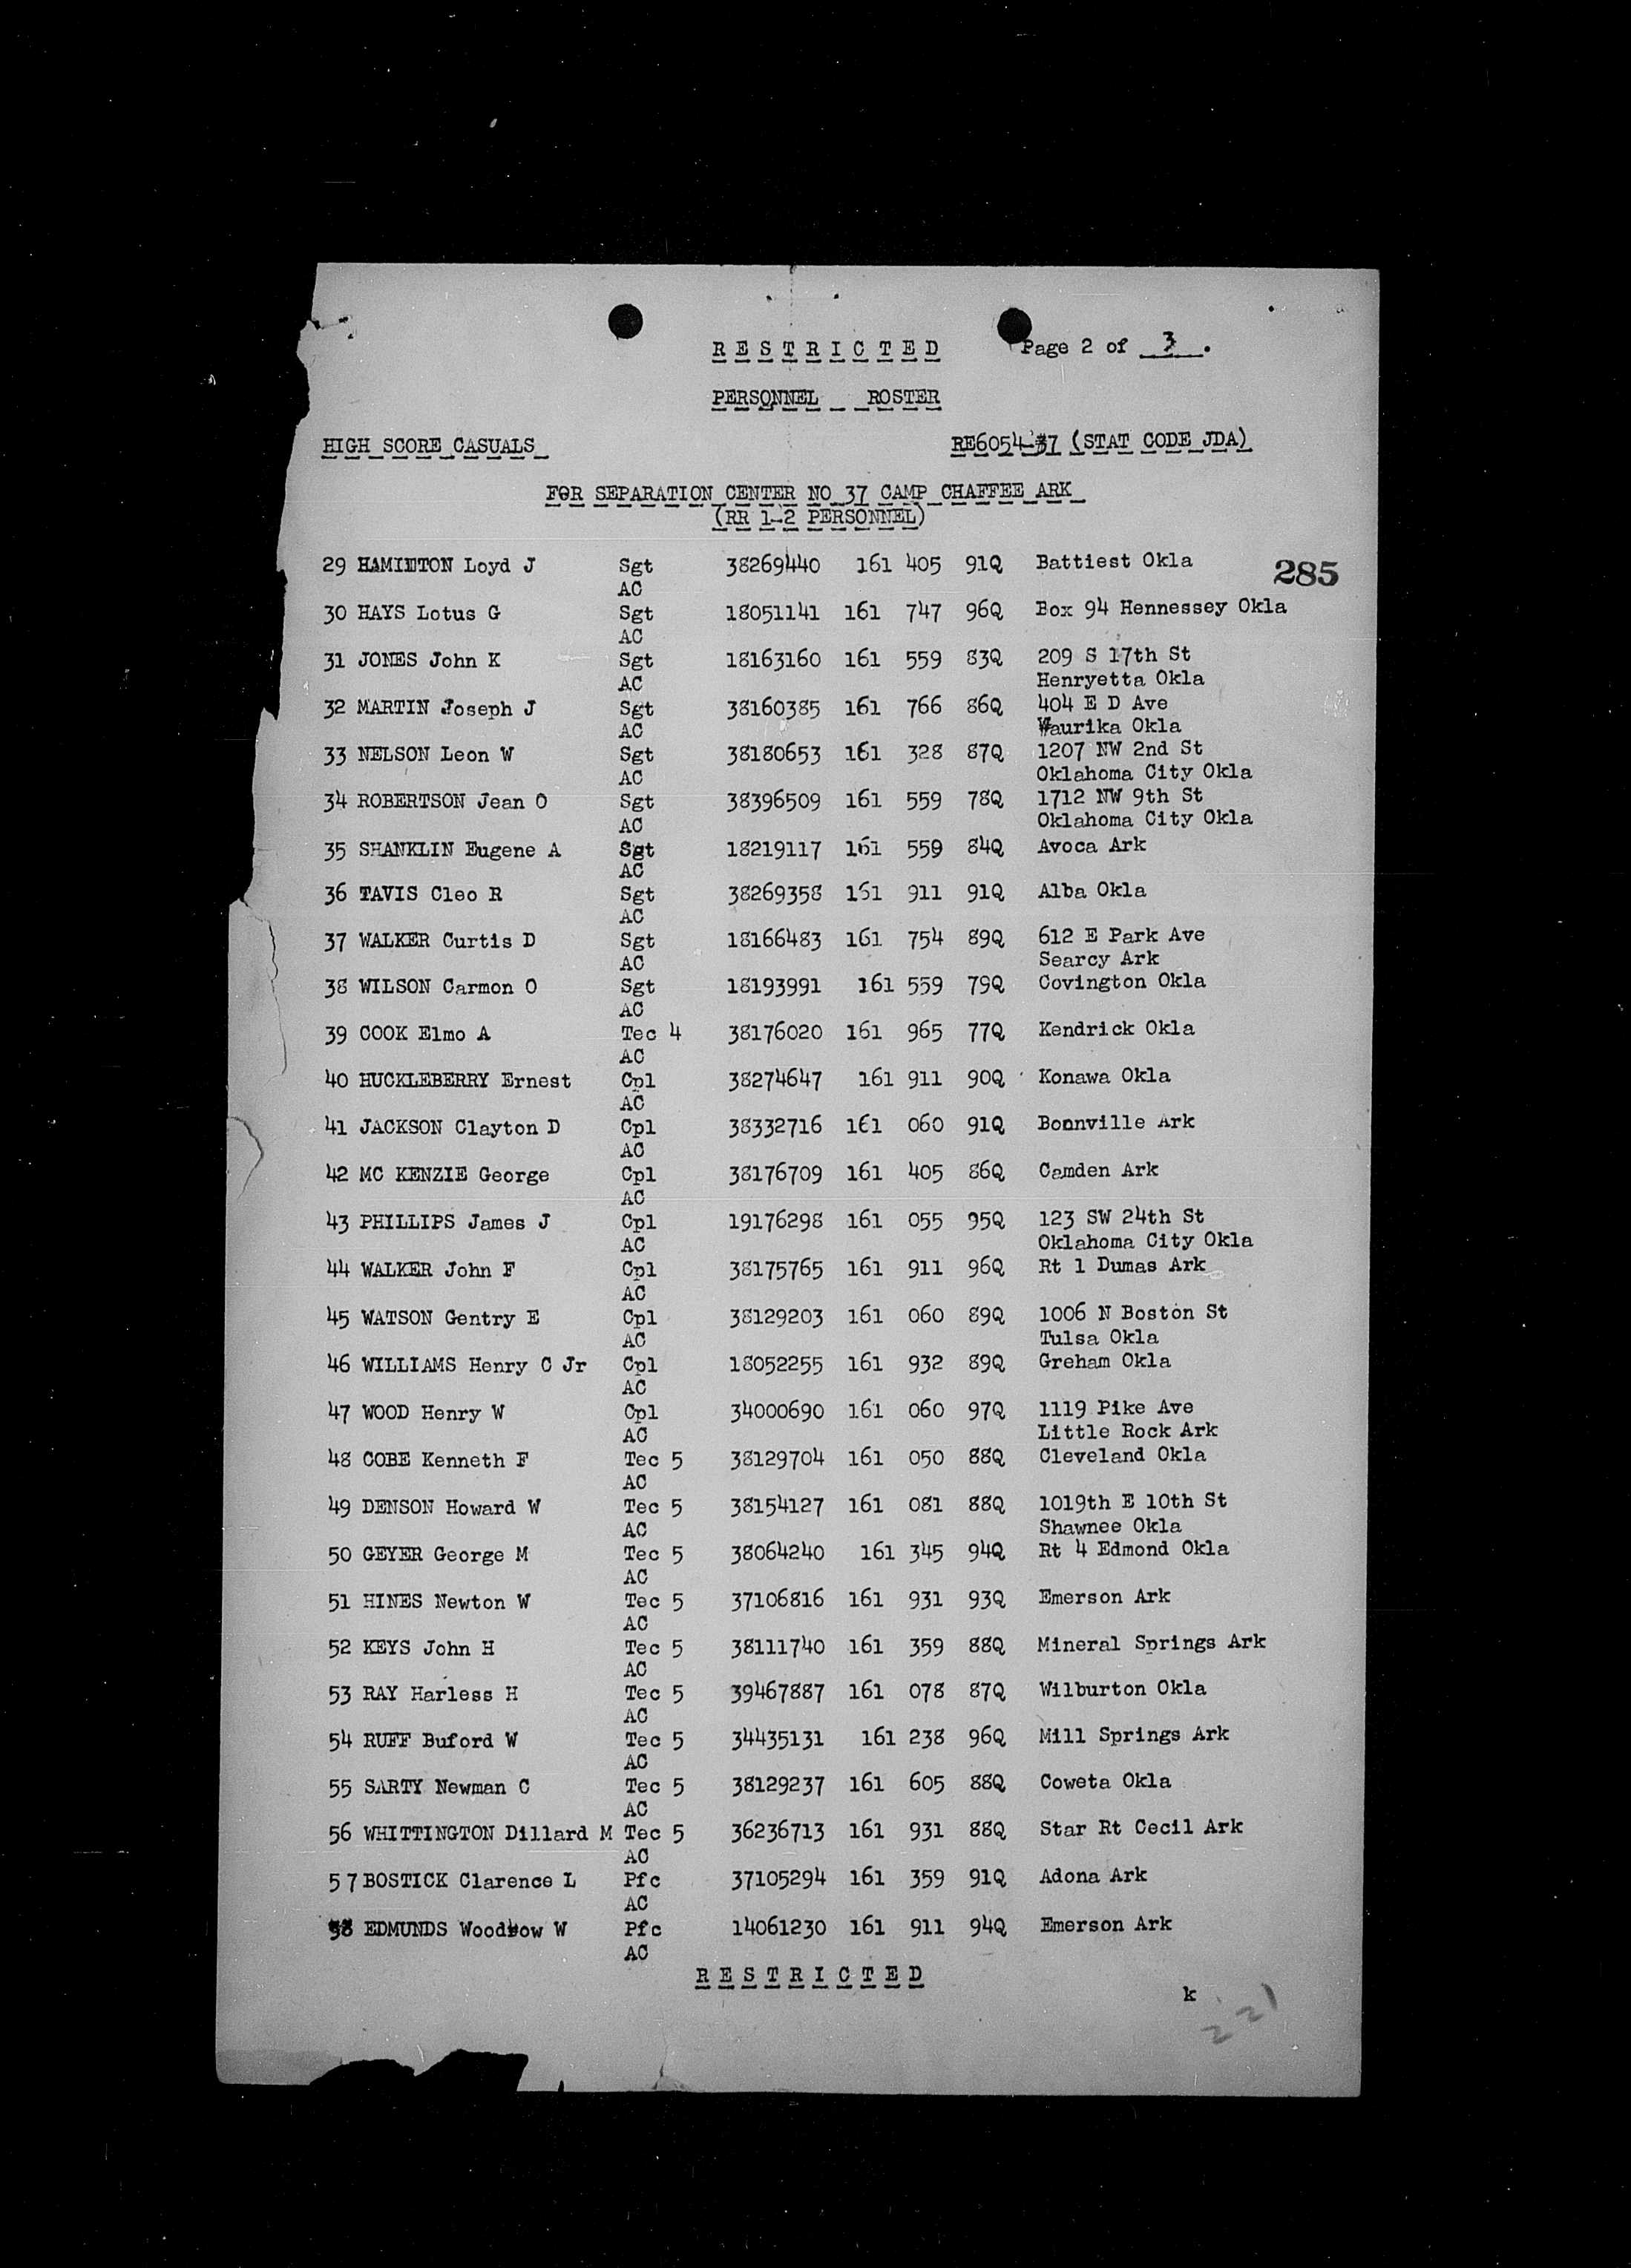 RESTRICTED Page 2 of 3.
PERSONNEL ROSTER
HIGH SCORE CASUALS RE6054-37 (STAT CODE JDA)
FOR SEPARATION CENTER NO 37 CAMP CHAFFEE ARK
(RR 1-2 PERSONNEL)
285
29 HAMILTON Loyd J Sgt 38269440 161 405 91Q Battiest Okla
AC
30 HAYS Lotus G Sgt 18051141 161 747 96Q Box 94 Hennessey Okla
AC
31 JONES John K Sgt 18163160 161 559 83Q 209 S 17th St
AC Henryetta Okla
32 MARTIN Joseph J Sgt 38160385 161 766 86Q 404 E D Ave
AC Waurika Okla
33 NELSON Leon W Sgt 38180653 161 328 87Q 1207 NW 2nd St
AC Oklahoma City Okla
34 ROBERTSON Jean O Sgt 38396509 161 559 78Q 1712 NW 9th St
AC Oklahoma City Okla
35 SHANKLIN Eugene A Sgt 18219117 161 559 84Q Avoca Ark
AC
36 TAVIS Cleo R Sgt 38269358 161 911 91Q Alba Okla
AC
37 WALKER Curtis D Sgt 18166483 161 754 89Q 612 E Park Ave
AC Searcy Ark
38 WILSON Carmon O Sgt 18193991 161 559 79Q Covington Okla
AC
39 COOK Elmo A Tec 4 38176020 161 965 77Q Kendrick Okla
AC
40 HUCKLEBERRY Ernest Cpl 38274647 161 911 90Q Konawa Okla
AC
41 JACKSON Clayton D Cpl 38332716 161 060 91Q Bonnville Ark
AC
42 MC KENZIE George Cpl 38176709 161 405 86Q Camden Ark
AC
43 PHILLIPS James J Cpl 19176298 161 055 95Q 123 SW 24th St
AC Oklahoma City Okla
44 WALKER John F Cpl 38175765 161 911 96Q Rt 1 Dumas Ark
AC
45 WATSON Gentry E Cpl 38129203 161 060 89Q 1006 N Boston St
AC Tulsa Okla
46 WILLIAMS Henry C Jr Cpl 18052255 161 932 89Q Greham Okla
AC
47 WOOD Henry W Cpl 34000690 161 060 97Q 1119 Pike Ave
AC Little Rock Ark
48 COBE Kenneth F Tec 5 38129704 161 050 88Q Cleveland Okla
AC
49 DENSON Howard W Tec 5 38154127 161 081 88Q 1019th E 10th St
AC Shawnee Okla
50 GEYER George M Tec 5 38064240 161 345 94Q Rt 4 Edmond Okla
AC
51 HINES Newton W Tec 5 37106816 161 931 93Q Emerson Ark
AC
52 KEYS John H Tec 5 38111740 161 359 88Q Mineral Springs Ark
AC
53 RAY Harless H Tec 5 39467887 161 078 87Q Wilburton Okla
AC
54 RUFF Buford W Tec 5 34435131 161 238 96Q Mill Springs Ark
AC
55 SARTY Newman C Tec 5 38129237 161 605 88Q Coweta Okla
AC
56 WHITTINGTON Dillard M Tec 5 36236713 161 931 88Q Star Rt Cecil Ark
AC
57 BOSTICK Clarence L Pfc 37105294 161 359 91Q Adona Ark
AC
58 EDMUNDS Woodrow W Pfc 14061230 161 911 94Q Emerson Ark
AC
RESTRICTED
k
221